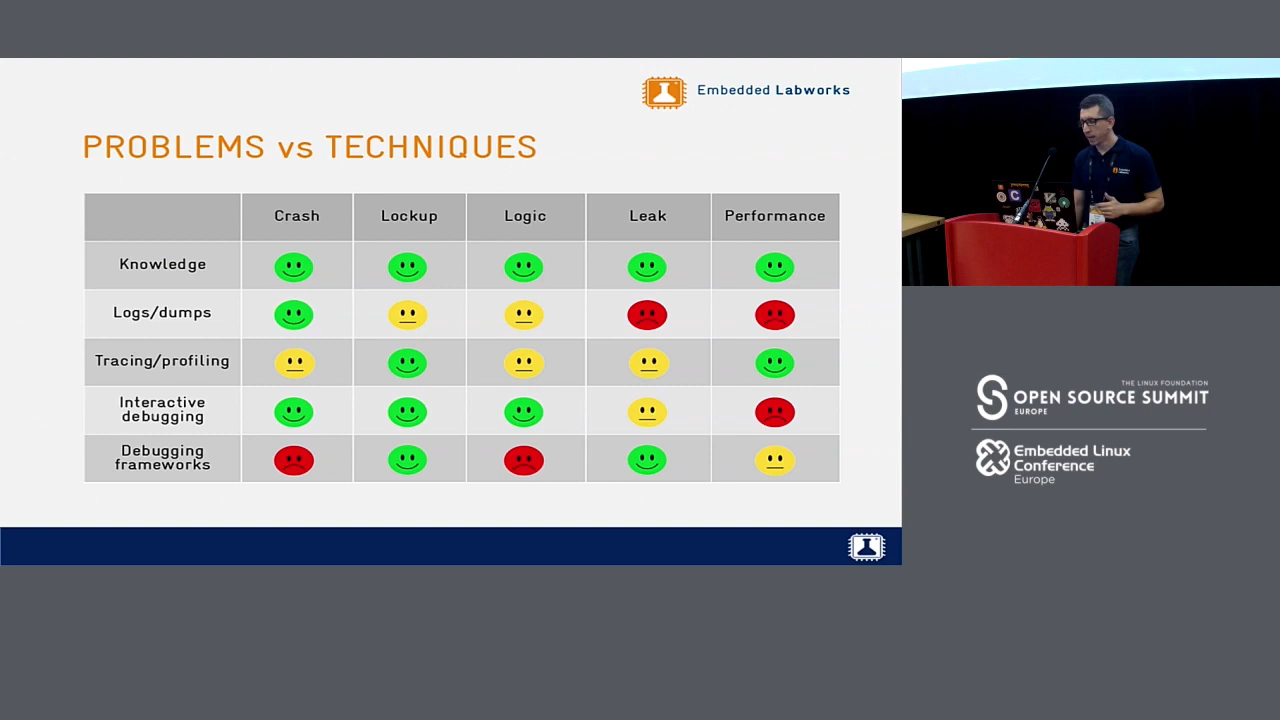 Embedded Labworks
PROBLEMS vs TECHNIQUES
Crash Lockup Logic Leak Performance
Knowledge
Logs/dumps
Tracing/profiling
Interactive
debugging
Debugging
frameworks
THE LINUX FOUNDATION
OPEN SOURCE SUMMIT
EUROPE
Embedded Linux
Conference
Europe